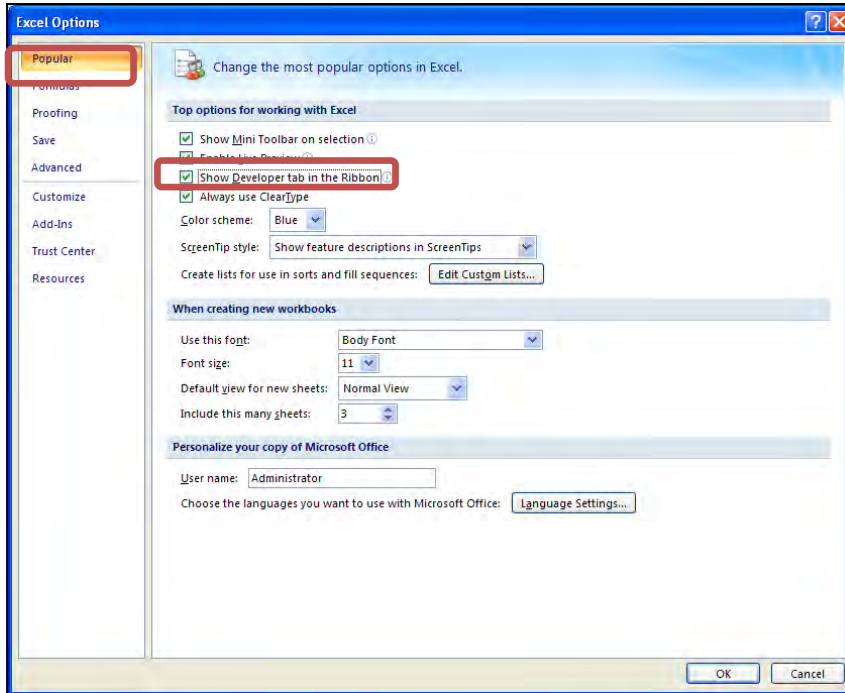 Excel Options
Popular
Formulas
Proofing
Save
Advanced
Customize
Add-Ins
Trust Center
Resources
Change the most popular options in Excel.
Top options for working with Excel
Show Mini Toolbar on selection
Enable Live Preview
Show Developer tab in the Ribbon
Always use ClearType
Color scheme: Blue
ScreenTip style: Show feature descriptions in ScreenTips
Create lists for use in sorts and fill sequences: Edit Custom Lists...
When creating new workbooks
Use this font: Body Font
Font size: 11
Default view for new sheets: Normal View
Include this many sheets: 3
Personalize your copy of Microsoft Office
User name: Administrator
Choose the languages you want to use with Microsoft Office: Language Settings...
OK Cancel